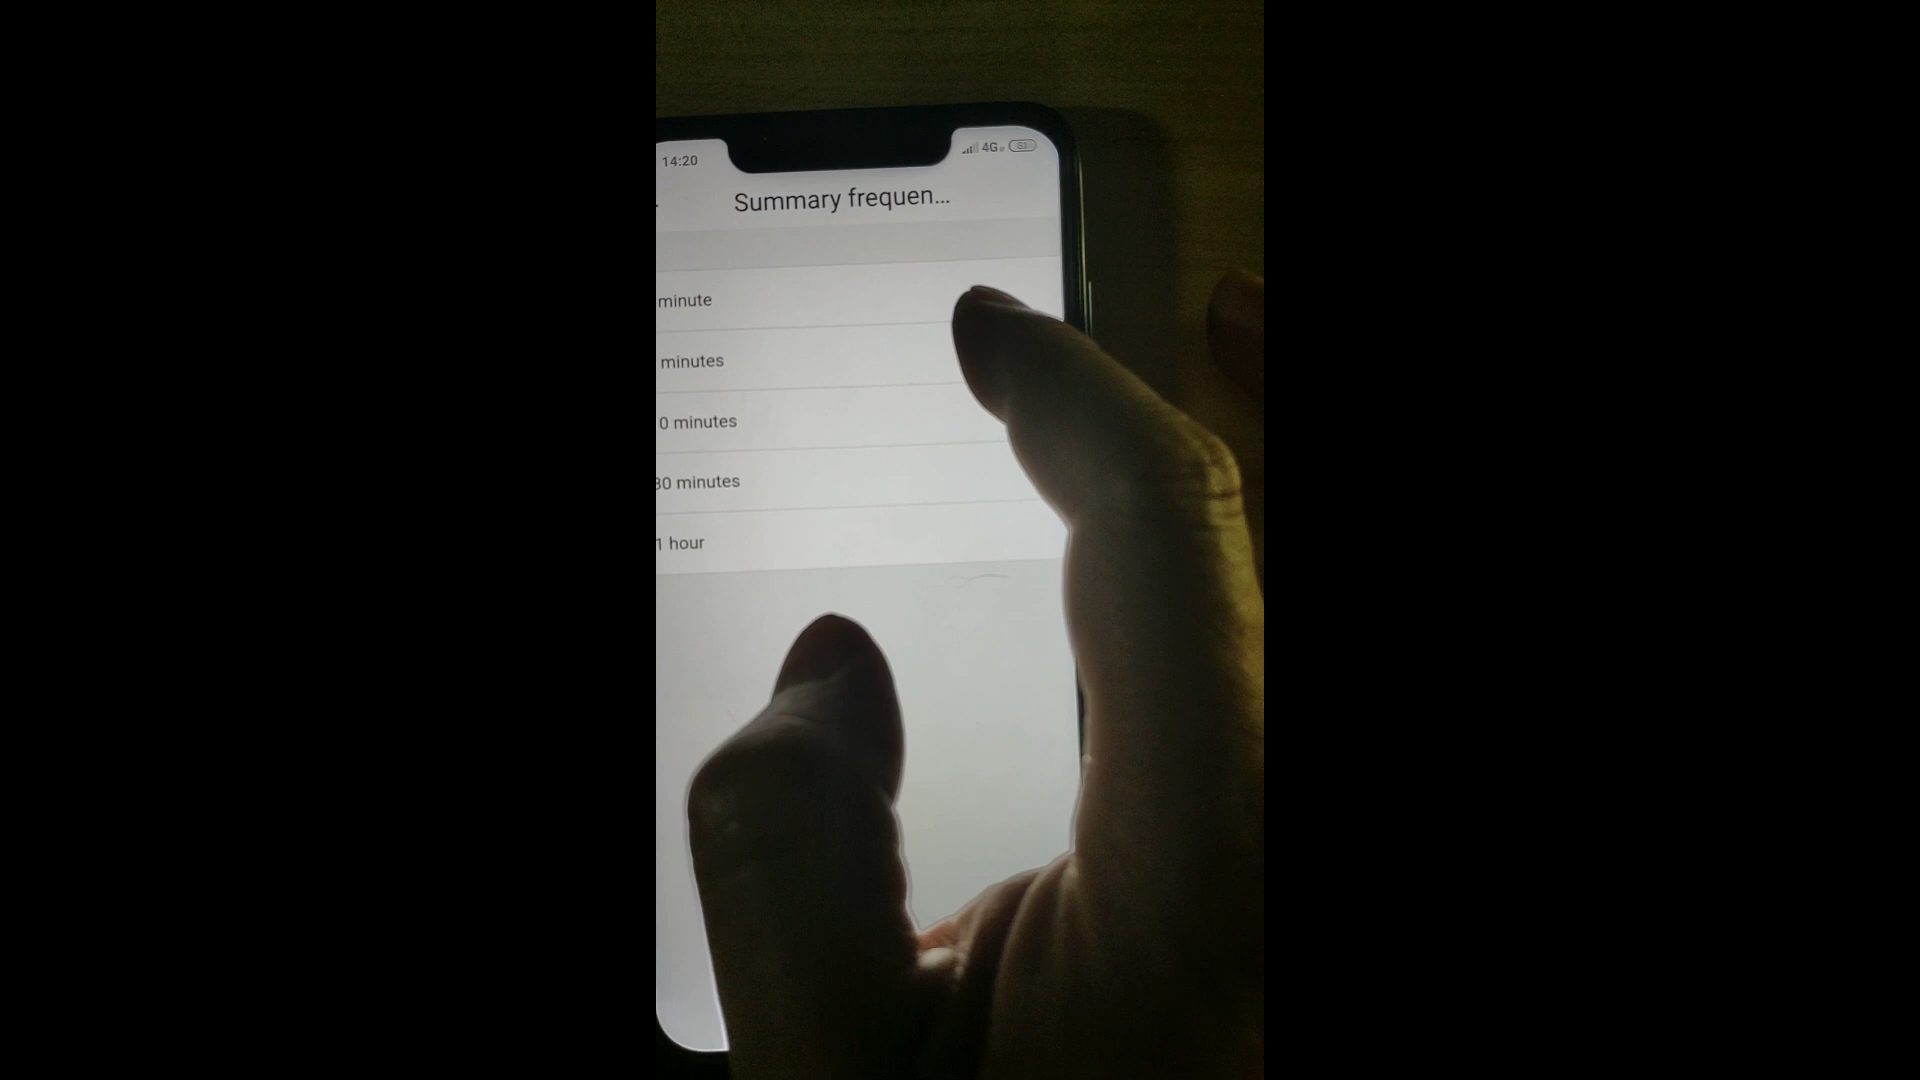 14:20
4G
Summary frequen...
minute
minutes
0 minutes
30 minutes
1 hour